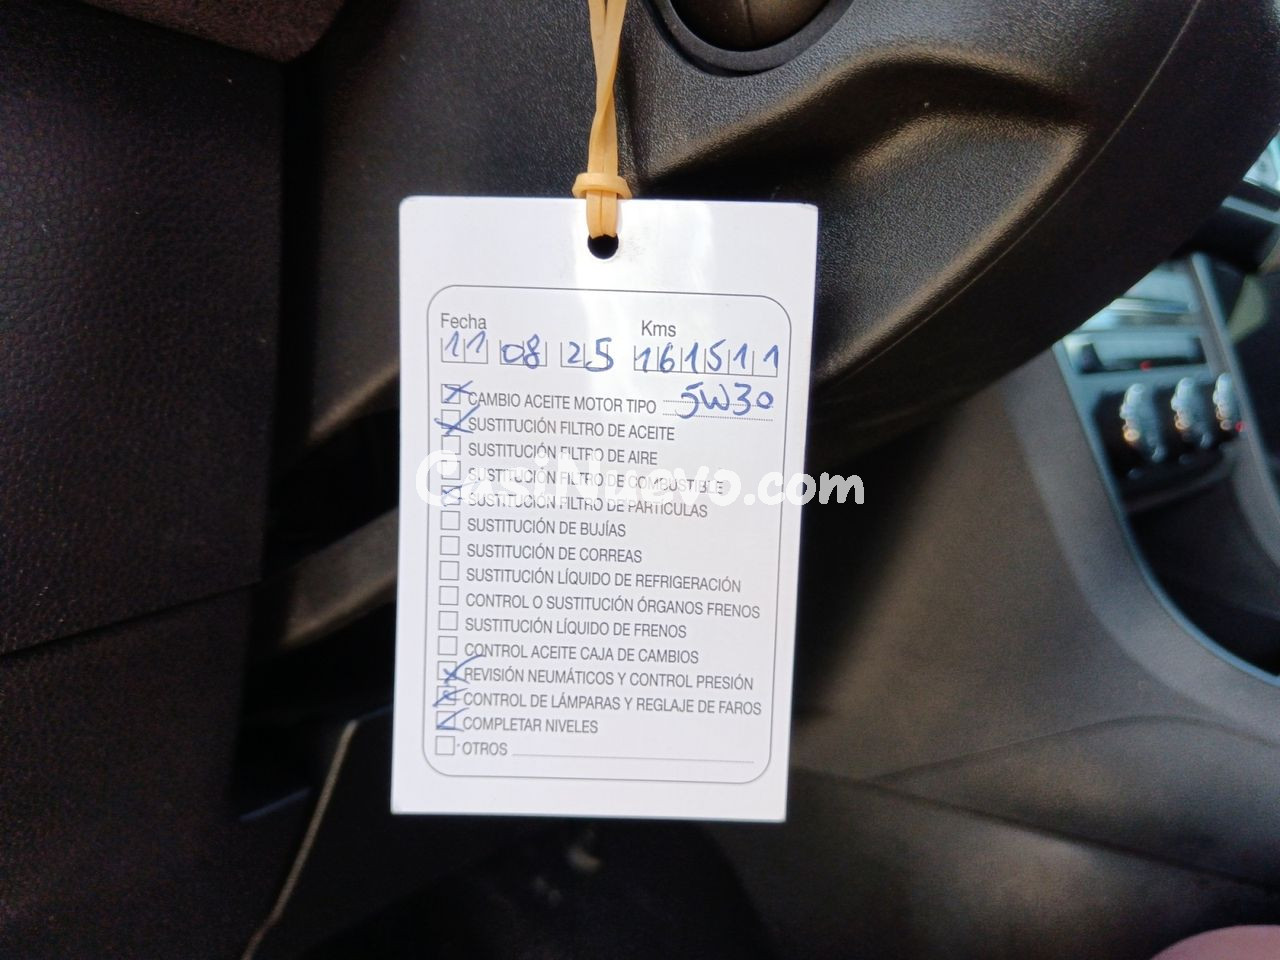 Fecha Kms
11 08 25 161511
CAMBIO ACEITE MOTOR TIPO 5W30
SUSTITUCIÓN FILTRO DE ACEITE
SUSTITUCIÓN FILTRO DE AIRE
SUSTITUCIÓN FILTRO DE COMBUSTIBLE
CasiNuevo.com
SUSTITUCIÓN FILTRO DE PARTÍCULAS
SUSTITUCIÓN DE BUJÍAS
SUSTITUCIÓN DE CORREAS
SUSTITUCIÓN LÍQUIDO DE REFRIGERACIÓN
CONTROL O SUSTITUCIÓN ÓRGANOS FRENOS
SUSTITUCIÓN LÍQUIDO DE FRENOS
CONTROL ACEITE CAJA DE CAMBIOS
REVISIÓN NEUMÁTICOS Y CONTROL PRESIÓN
CONTROL DE LÁMPARAS Y REGLAJE DE FAROS
COMPLETAR NIVELES
OTROS